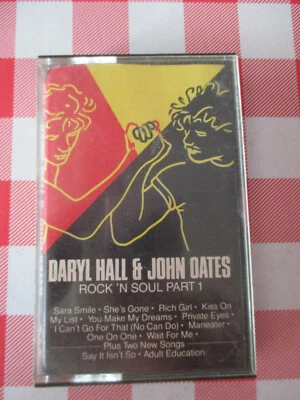 DARYL HALL & JOHN OATES
ROCK 'N SOUL PART 1
Sara Smile • She's Gone • Rich Girl • Kiss On
My List • You Make My Dreams • Private Eyes •
I Can't Go For That (No Can Do) • Maneater •
One On One • Wait For Me •
Plus Two New Songs
Say It Isn't So • Adult Education